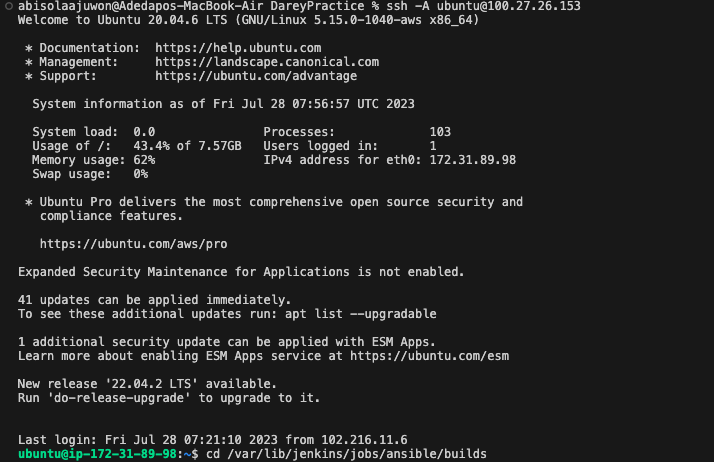 abisolaajuwon@Adedapos-MacBook-Air DareyPractice % ssh -A ubuntu@100.27.26.153
Welcome to Ubuntu 20.04.6 LTS (GNU/Linux 5.15.0-1040-aws x86_64)
* Documentation: https://help.ubuntu.com
* Management: https://landscape.canonical.com
* Support: https://ubuntu.com/advantage
System information as of Fri Jul 28 07:56:57 UTC 2023
System load: 0.0 Processes: 103
Usage of /: 43.4% of 7.57GB Users logged in: 1
Memory usage: 62% IPv4 address for eth0: 172.31.89.98
Swap usage: 0%
* Ubuntu Pro delivers the most comprehensive open source security and
compliance features.
https://ubuntu.com/aws/pro
Expanded Security Maintenance for Applications is not enabled.
41 updates can be applied immediately.
To see these additional updates run: apt list --upgradable
1 additional security update can be applied with ESM Apps.
Learn more about enabling ESM Apps service at https://ubuntu.com/esm
New release '22.04.2 LTS' available.
Run 'do-release-upgrade' to upgrade to it.
Last login: Fri Jul 28 07:21:10 2023 from 102.216.11.6
ubuntu@ip-172-31-89-98:~$ cd /var/lib/jenkins/jobs/ansible/builds